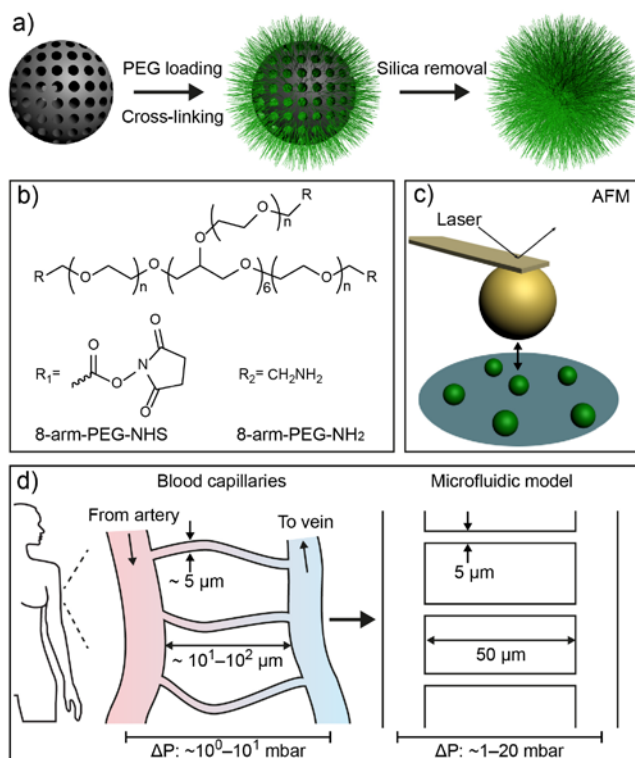 a)
PEG loading
Cross-linking
Silica removal
b)
R
O
n
O
R
O
n
O
O
6
O
n
R
R₁=
O
O
N
O
O
R₂= CH₂NH₂
8-arm-PEG-NHS
8-arm-PEG-NH₂
c)
AFM
Laser
d)
Blood capillaries
Microfluidic model
From artery
To vein
~ 5 µm
~ 10¹–10² µm
5 µm
50 µm
ΔP: ~10⁰–10¹ mbar
ΔP: ~1–20 mbar